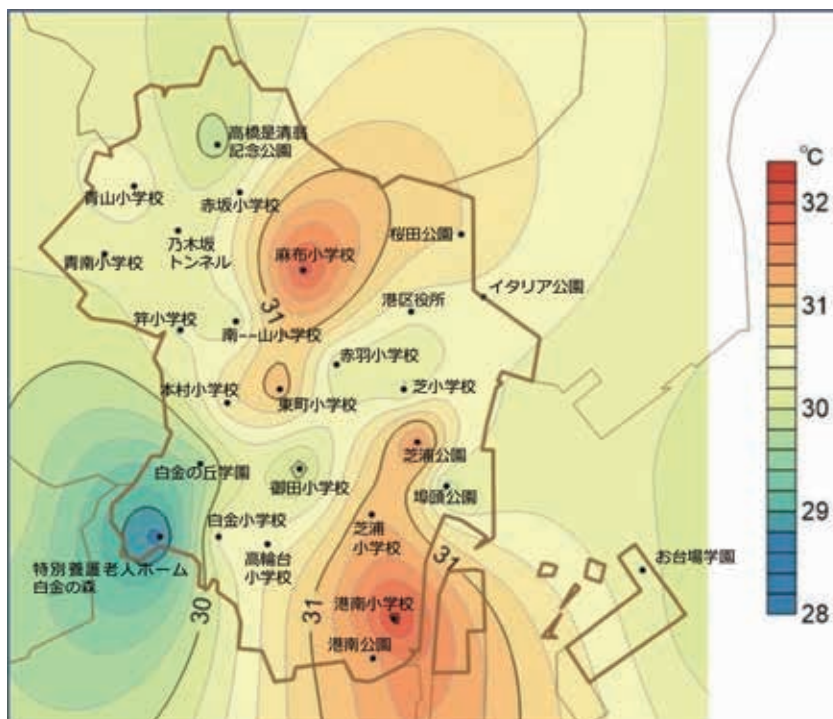 高橋是清翁
記念公園
℃
青山小学校
赤坂小学校
32
乃木坂
トンネル
桜田公園
青南小学校
麻布小学校
イタリア公園
31
港区役所
31
笄小学校
南--山小学校
赤羽小学校
本村小学校
東町小学校
芝小学校
30
芝浦公園
白金の丘学園
御田小学校
埠頭公園
29
白金小学校
芝浦
小学校
高輪台
小学校
31
お台場学園
特別養護老人ホーム
白金の森
30
31
港南小学校
28
港南公園